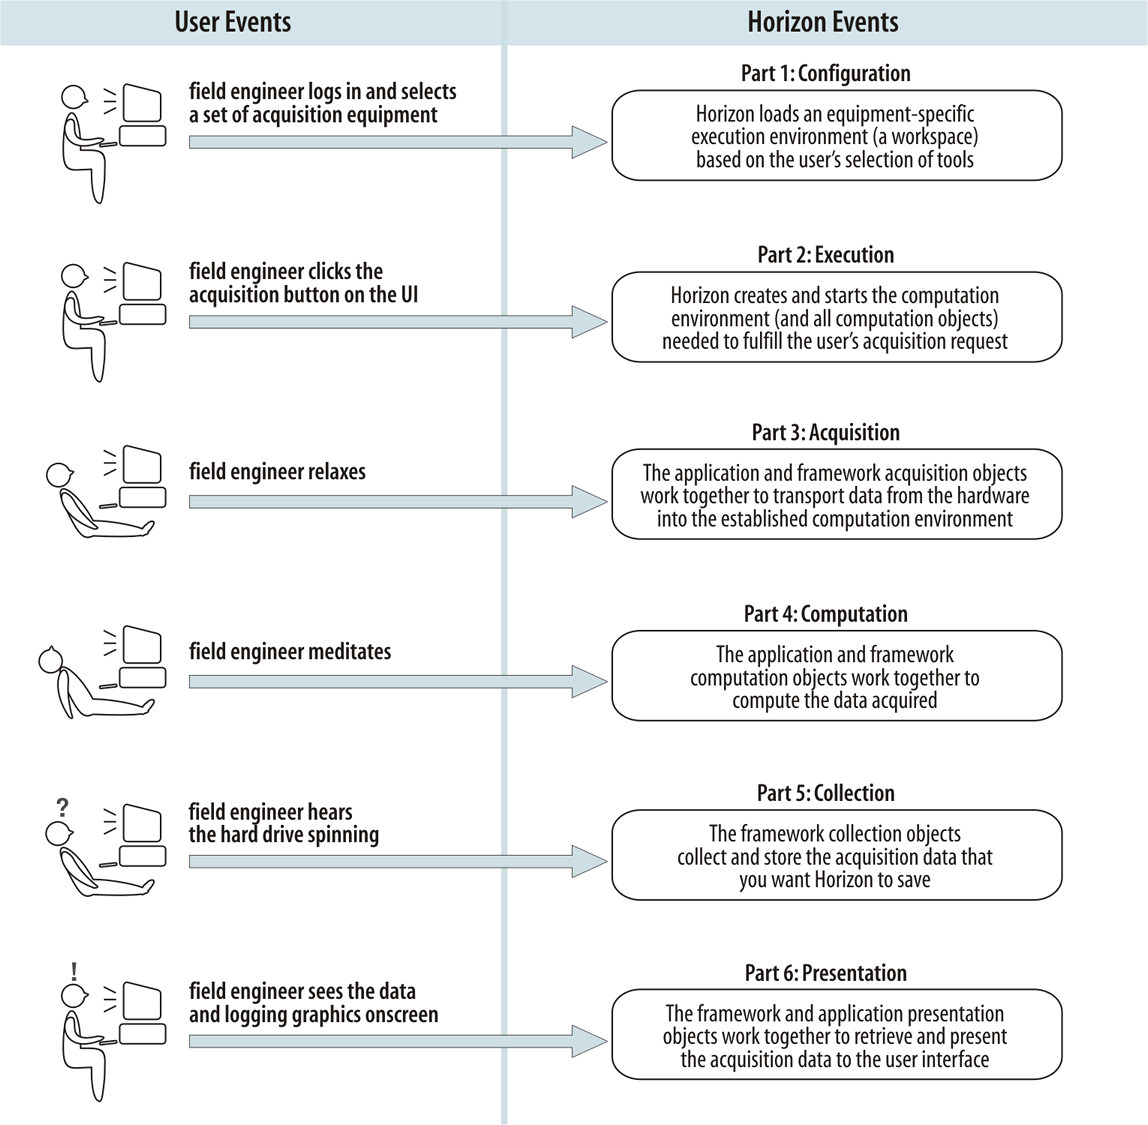 User Events
Horizon Events
field engineer logs in and selects
a set of acquisition equipment
Part 1: Configuration
Horizon loads an equipment-specific
execution environment (a workspace)
based on the user’s selection of tools
field engineer clicks the
acquisition button on the UI
Part 2: Execution
Horizon creates and starts the computation
environment (and all computation objects)
needed to fulfill the user’s acquisition request
field engineer relaxes
Part 3: Acquisition
The application and framework acquisition objects
work together to transport data from the hardware
into the established computation environment
field engineer meditates
Part 4: Computation
The application and framework
computation objects work together to
compute the data acquired
?
field engineer hears
the hard drive spinning
Part 5: Collection
The framework collection objects
collect and store the acquisition data that
you want Horizon to save
!
field engineer sees the data
and logging graphics onscreen
Part 6: Presentation
The framework and application presentation
objects work together to retrieve and present
the acquisition data to the user interface